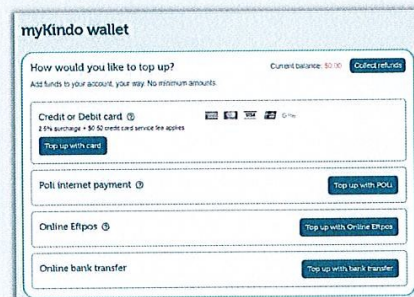 myKindo wallet
How would you like to top up?
Current balance: $0.00 Collect refunds
Add funds to your account, your way. No minimum amounts.
Credit or Debit card
VISA G Pay
2.5% surcharge + $0.50 credit card service fee applies
Top up with card
Poli internet payment
Top up with POLi
Online Eftpos
Top up with Online Eftpos
Online bank transfer
Top up with bank transfer